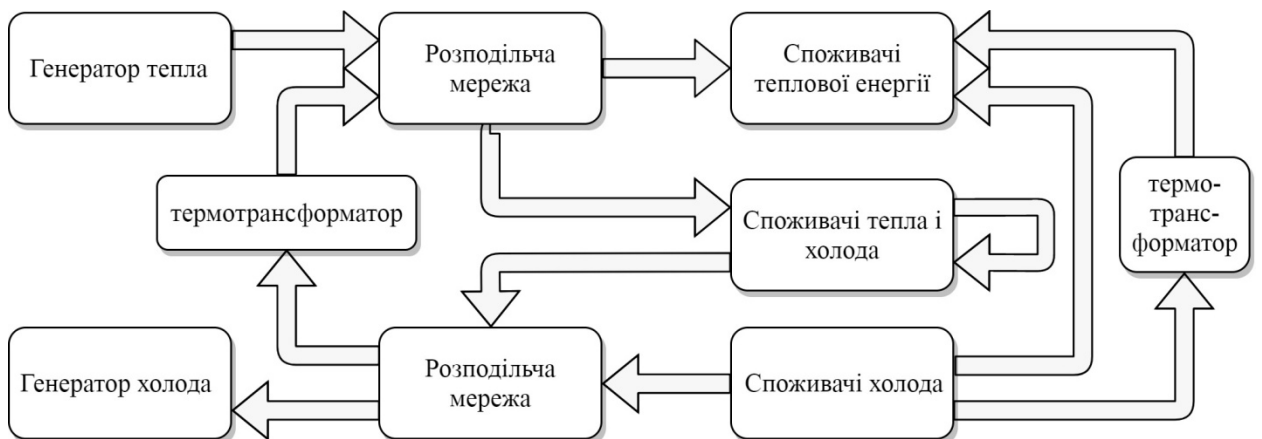 Генератор тепла
Розподільча
мережа
Споживачі
теплової енергії
термотрансформатор
Споживачі тепла і
холода
термо-
транс-
форматор
Генератор холода
Розподільча
мережа
Споживачі холода